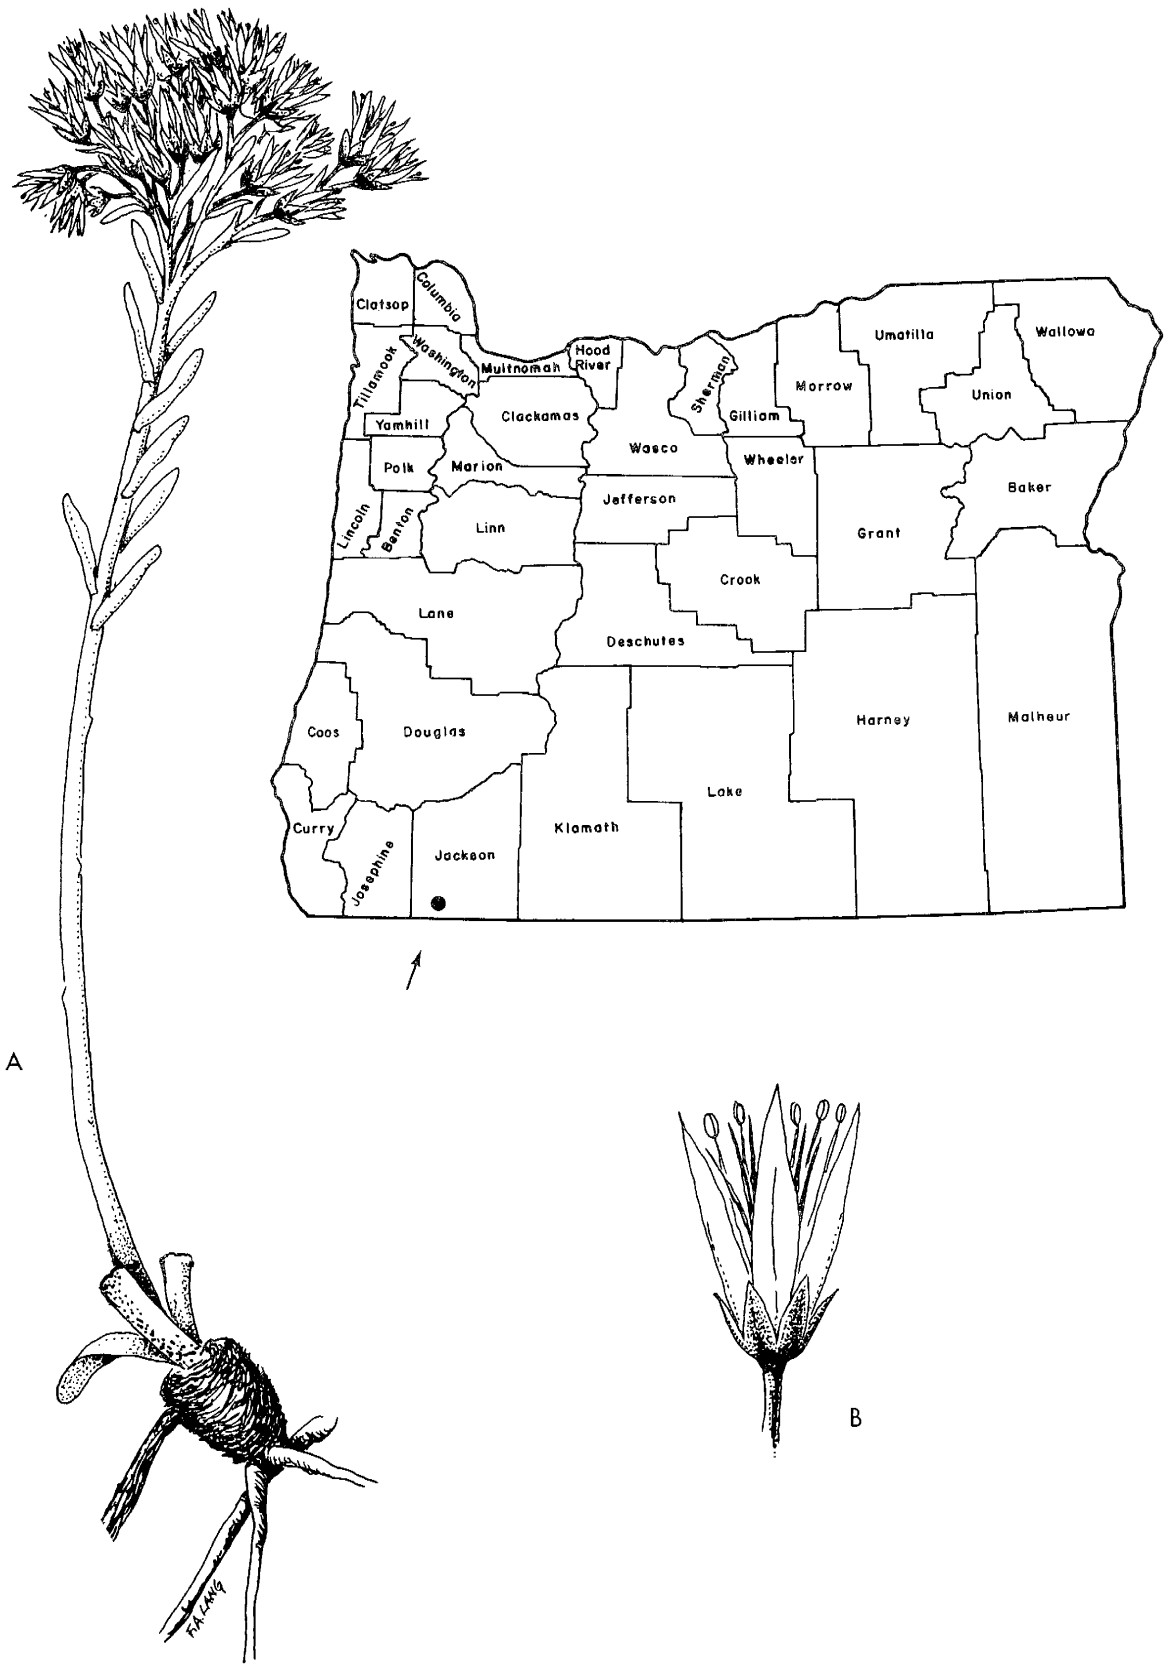 Clatsop
Columbia
Tillamook
Washington
Multnomah
Hood
River
Sherman
Gilliam
Morrow
Umatilla
Union
Wallowa
Yamhill
Clackamas
Wasco
Wheeler
Polk
Marion
Jefferson
Baker
Lincoln
Benton
Linn
Grant
Crook
Lane
Deschutes
Coos
Douglas
Harney
Malheur
Lake
Curry
Josephine
Jackson
Klamath
A
B
F.A. LANG